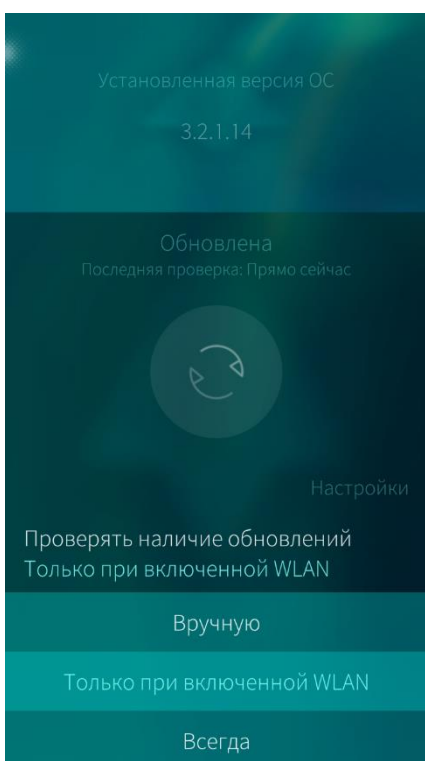 Установленная версия ОС
3.2.1.14
Обновлена
Последняя проверка: Прямо сейчас
Настройки
Проверять наличие обновлений
Только при включенной WLAN
Вручную
Только при включенной WLAN
Всегда